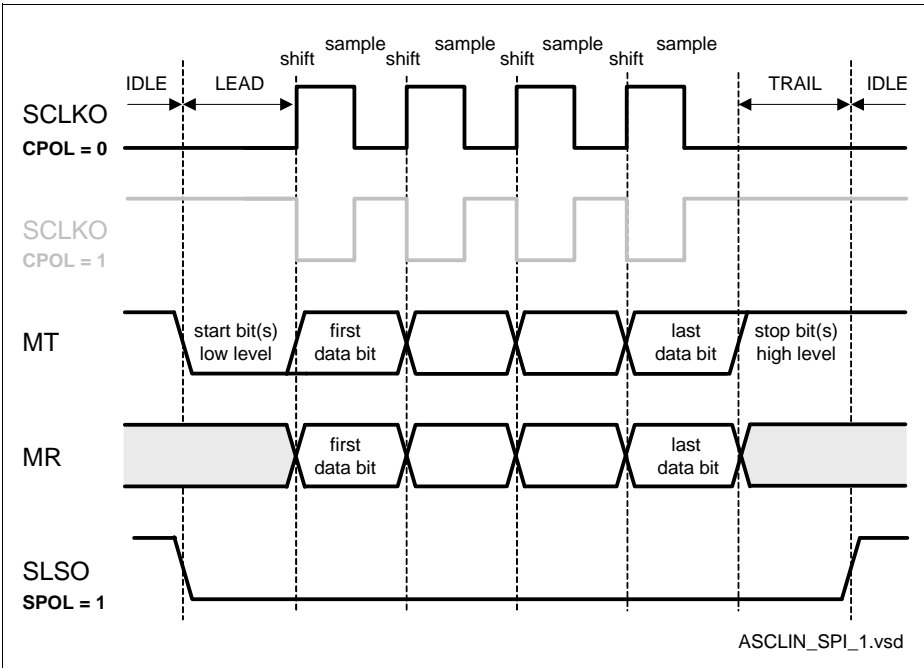 sample sample sample sample
shift shift shift shift
IDLE LEAD TRAIL IDLE
SCLKO
CPOL = 0
SCLKO
CPOL = 1
MT
start bit(s)
low level
first
data bit
last
data bit
stop bit(s)
high level
MR
first
data bit
last
data bit
SLSO
SPOL = 1
ASCLIN_SPI_1.vsd